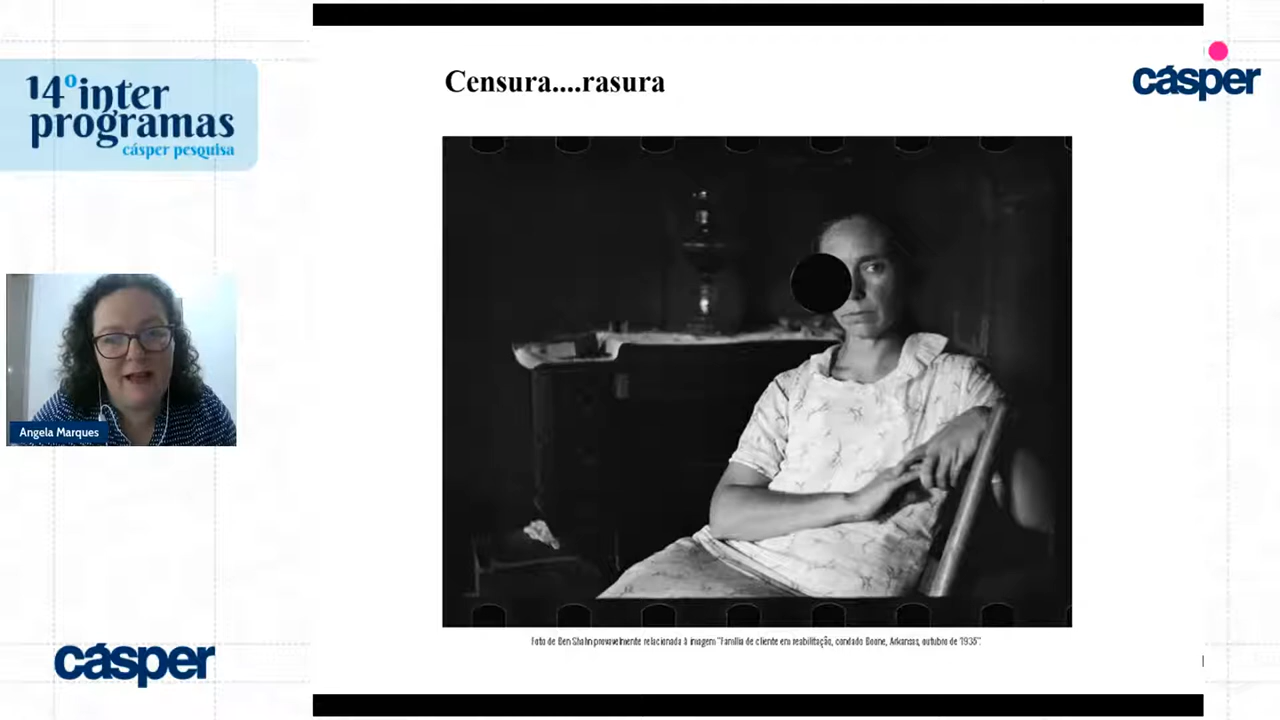 Censura....rasura
14º inter
programas
cásper pesquisa
cásper
Angela Marques
Foto de Ben Shahn provavelmente relacionada à imagem "Família de cliente em reabilitação, condado Boone, Arkansas, outubro de 1935".
cásper